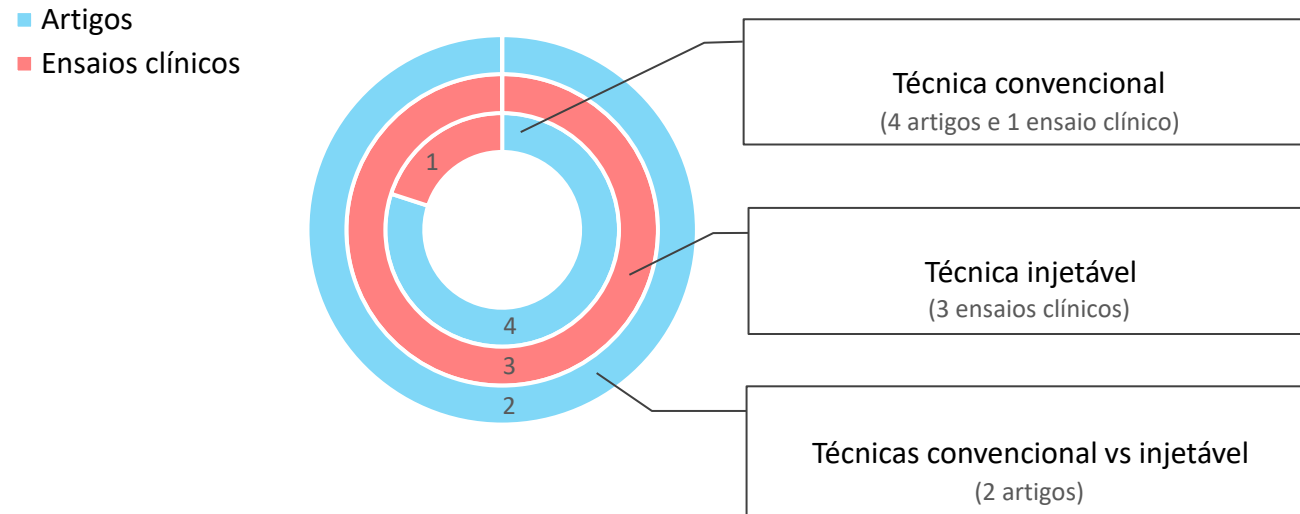 Artigos
Ensaios clínicos
Técnica convencional
(4 artigos e 1 ensaio clínico)
1
Técnica injetável
(3 ensaios clínicos)
4
3
2
Técnicas convencional vs injetável
(2 artigos)